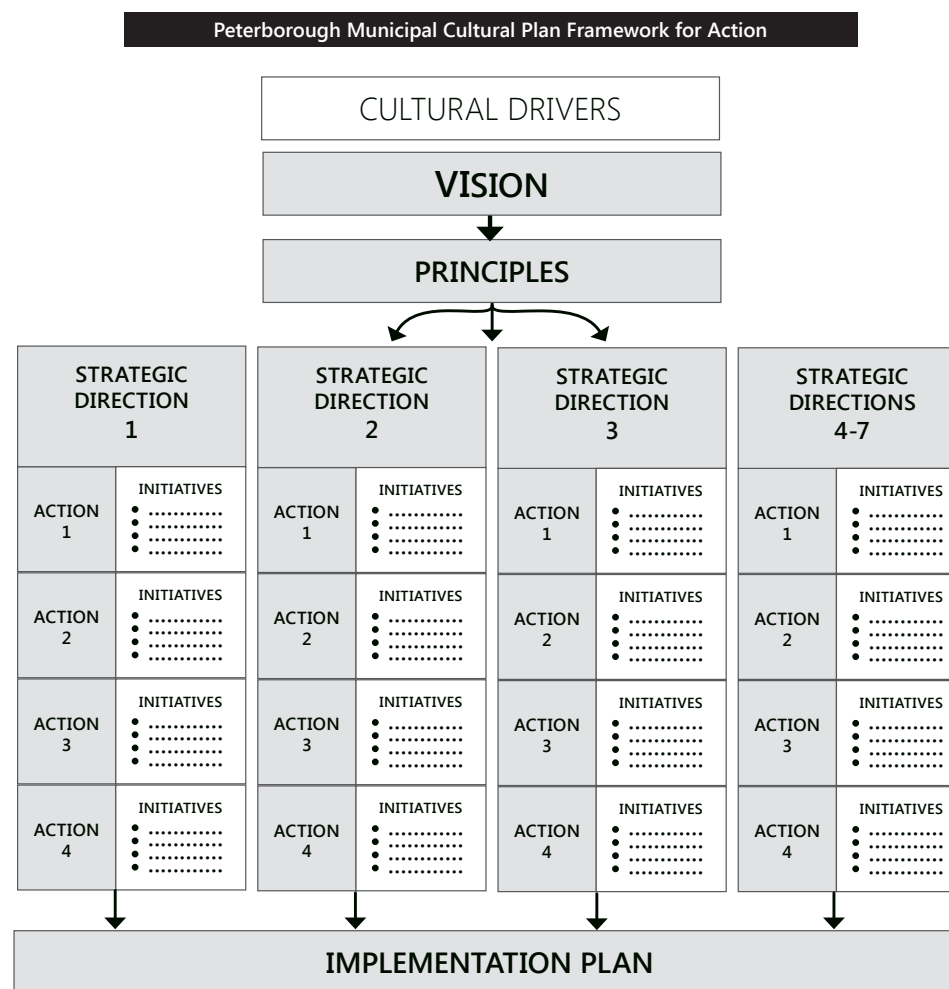 Peterborough Municipal Cultural Plan Framework for Action
CULTURAL DRIVERS
VISION
PRINCIPLES
STRATEGIC
DIRECTION
1
ACTION
1
INITIATIVES
ACTION
2
INITIATIVES
ACTION
3
INITIATIVES
ACTION
4
INITIATIVES
STRATEGIC
DIRECTION
2
ACTION
1
INITIATIVES
ACTION
2
INITIATIVES
ACTION
3
INITIATIVES
ACTION
4
INITIATIVES
STRATEGIC
DIRECTION
3
ACTION
1
INITIATIVES
ACTION
2
INITIATIVES
ACTION
3
INITIATIVES
ACTION
4
INITIATIVES
STRATEGIC
DIRECTIONS
4-7
ACTION
1
INITIATIVES
ACTION
2
INITIATIVES
ACTION
3
INITIATIVES
ACTION
4
INITIATIVES
IMPLEMENTATION PLAN